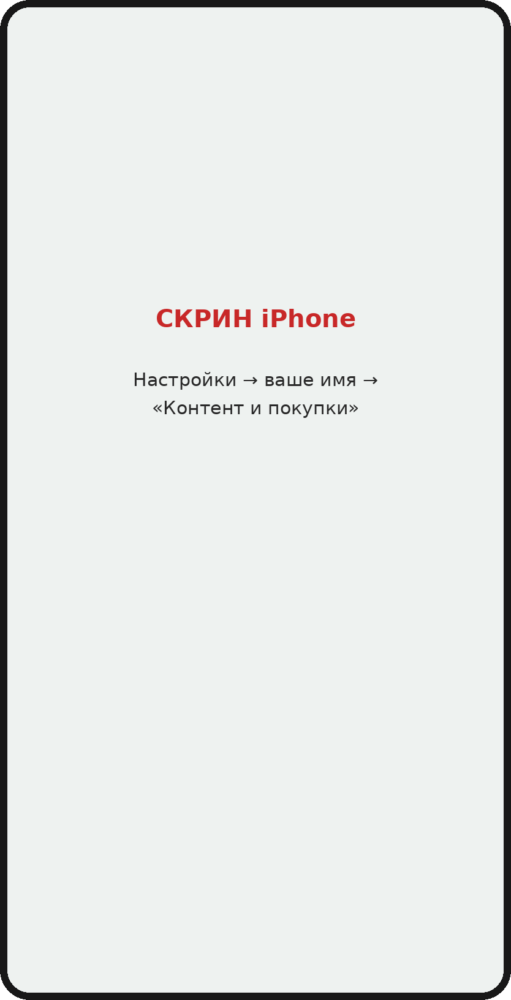 СКРИН iPhone
Настройки → ваше имя →
«Контент и покупки»